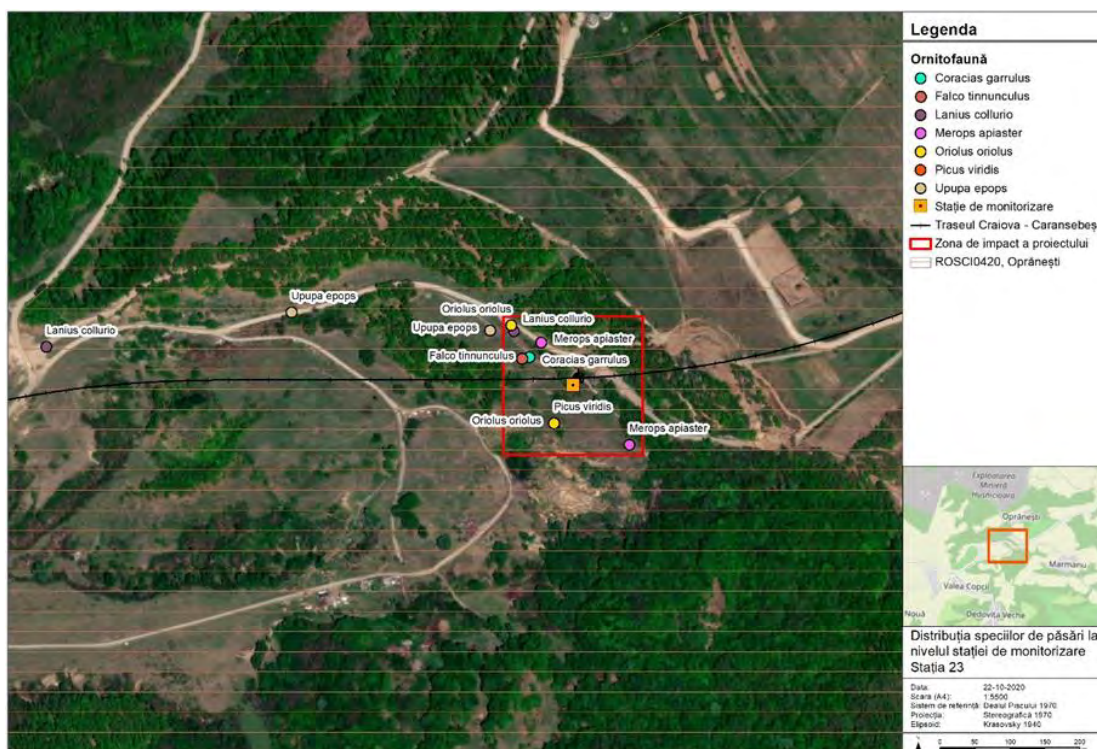 Legenda
Ornitofaună
Coracias garrulus
Falco tinnunculus
Lanius collurio
Merops apiaster
Oriolus oriolus
Picus viridis
Upupa epops
Stație de monitorizare
Traseul Craiova - Caransebeș
Zona de impact a proiectului
ROSCI0420, Oprănești
Upupa epops
Oriolus oriolus
Lanius collurio
Lanius collurio
Upupa epops
Merops apiaster
Falco tinnunculus
Coracias garrulus
Picus viridis
Oriolus oriolus
Merops apiaster
Exploatarea
Minieră
Husnicioara
Oprănești
Marmanu
Valea Copcii
Nouă
Dedovița Veche
Distribuția speciilor de păsări la
nivelul stației de monitorizare
Stația 23
Data: 22-10-2020
Scara (A4): 1:5500
Sistem de referință: Dealul Piscului 1970
Proiecția: Stereografică 1970
Elipsoid: Krasovsky 1940
0 50 100 150 200